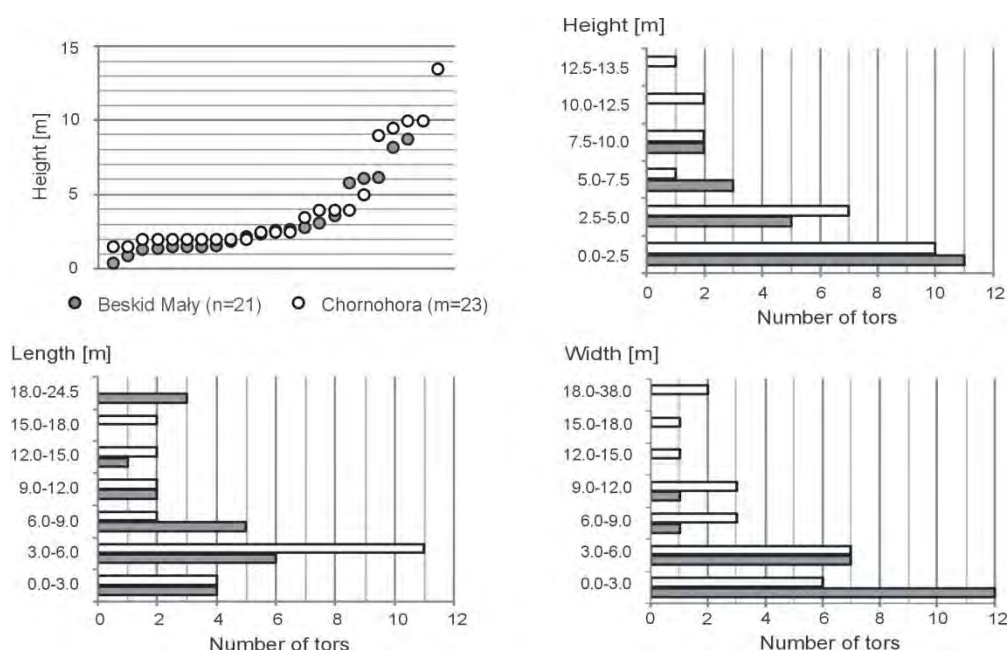 15
10
5
0
Height [m]
Beskid Mały (n=21) Chornohora (m=23)
Height [m]
12.5-13.5
10.0-12.5
7.5-10.0
5.0-7.5
2.5-5.0
0.0-2.5
0 2 4 6 8 10 12
Number of tors
Length [m]
18.0-24.5
15.0-18.0
12.0-15.0
9.0-12.0
6.0-9.0
3.0-6.0
0.0-3.0
0 2 4 6 8 10 12
Number of tors
Width [m]
18.0-38.0
15.0-18.0
12.0-15.0
9.0-12.0
6.0-9.0
3.0-6.0
0.0-3.0
0 2 4 6 8 10 12
Number of tors